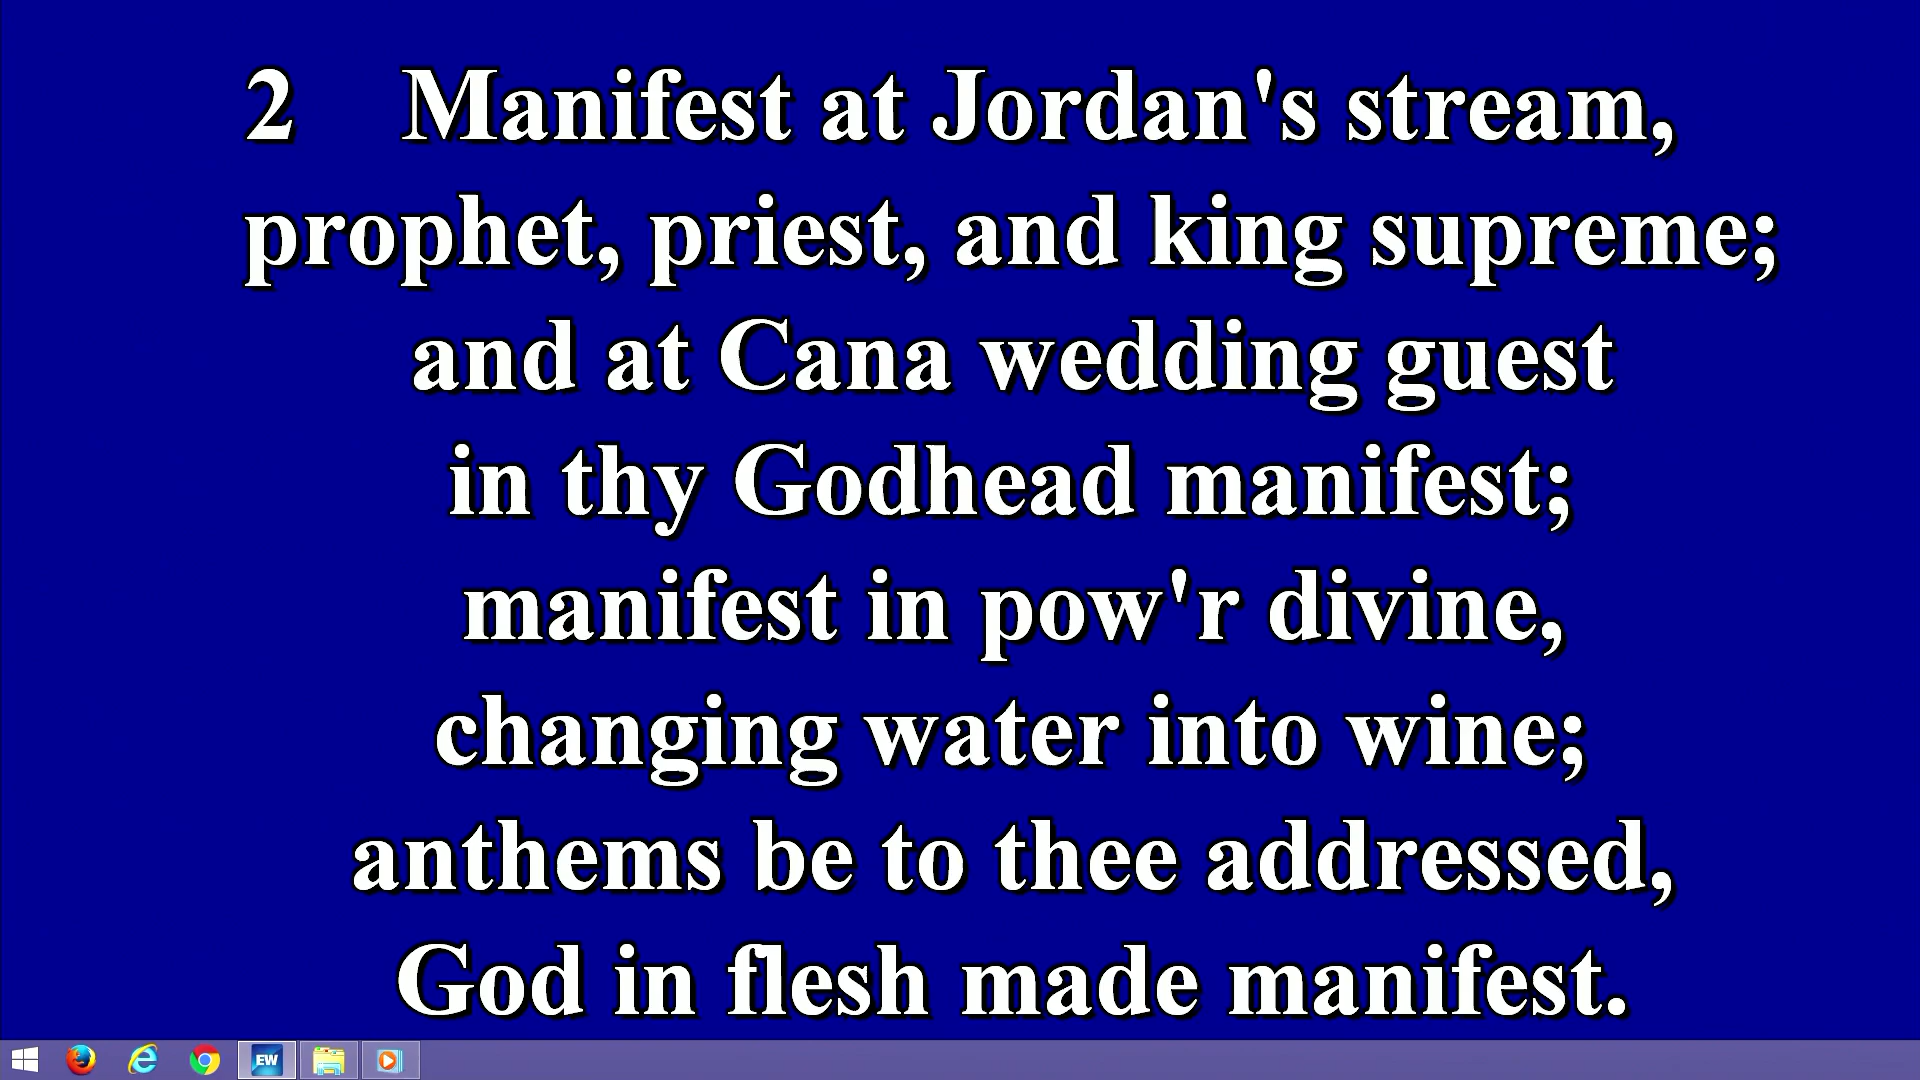 2 Manifest at Jordan's stream,
prophet, priest, and king supreme;
and at Cana wedding guest
in thy Godhead manifest;
manifest in pow'r divine,
changing water into wine;
anthems be to thee addressed,
God in flesh made manifest.
EW